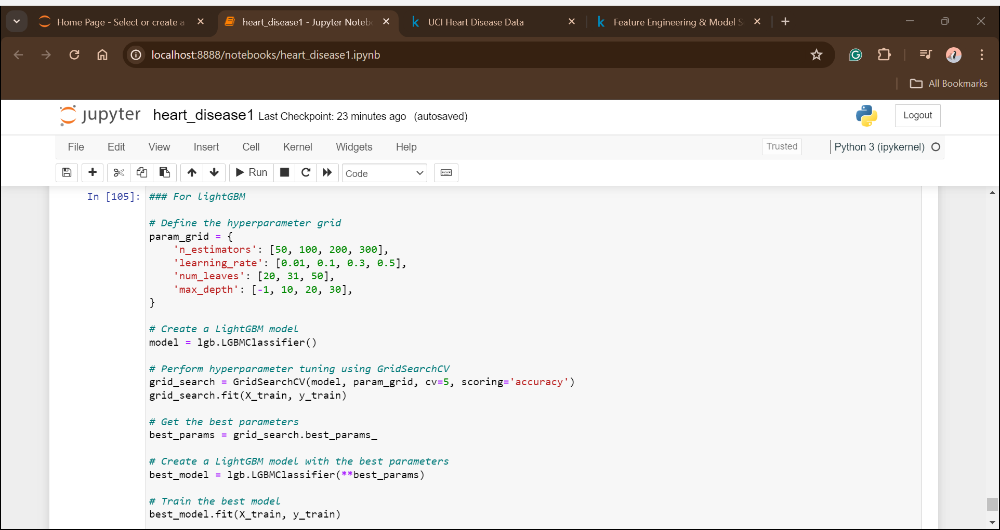 Home Page - Select or create a
heart_disease1 - Jupyter Noteb
UCI Heart Disease Data
Feature Engineering & Model S
localhost:8888/notebooks/heart_disease1.ipynb
All Bookmarks
jupyter heart_disease1 Last Checkpoint: 23 minutes ago (autosaved)
Logout
File Edit View Insert Cell Kernel Widgets Help
Trusted
Python 3 (ipykernel)
Run
Code
In [105]: ### For lightGBM
# Define the hyperparameter grid
param_grid = {
'n_estimators': [50, 100, 200, 300],
'learning_rate': [0.01, 0.1, 0.3, 0.5],
'num_leaves': [20, 31, 50],
'max_depth': [-1, 10, 20, 30],
}
# Create a LightGBM model
model = lgb.LGBMClassifier()
# Perform hyperparameter tuning using GridSearchCV
grid_search = GridSearchCV(model, param_grid, cv=5, scoring='accuracy')
grid_search.fit(X_train, y_train)
# Get the best parameters
best_params = grid_search.best_params_
# Create a LightGBM model with the best parameters
best_model = lgb.LGBMClassifier(**best_params)
# Train the best model
best_model.fit(X_train, y_train)